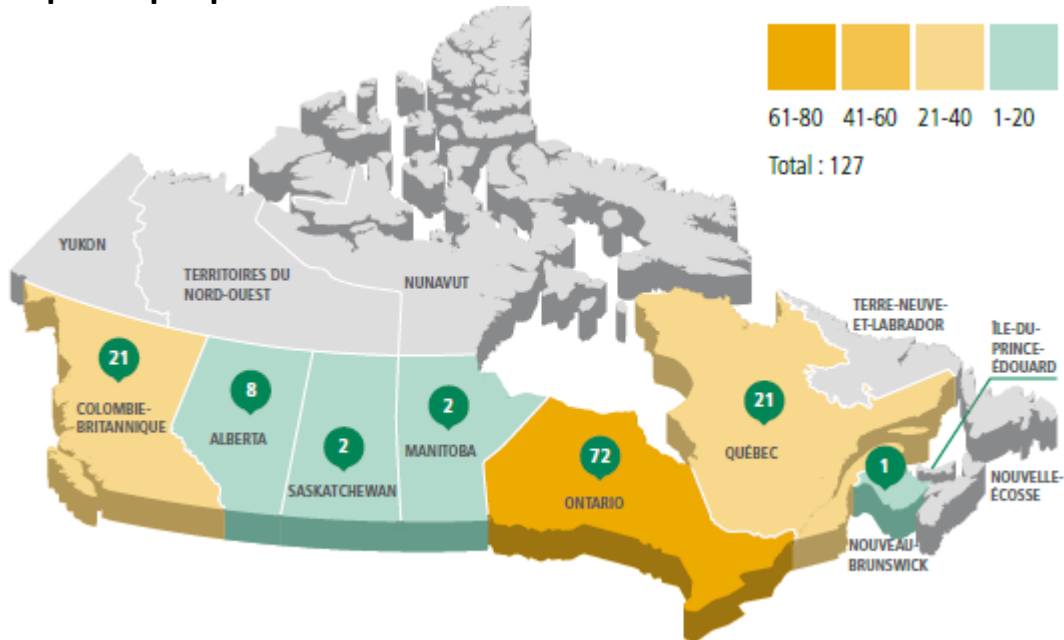 61-80 41-60 21-40 1-20
Total : 127
YUKON
TERRITOIRES DU
NORD-OUEST
NUNAVUT
TERRE-NEUVE-
ET-LABRADOR
ÎLE-DU-
PRINCE-
ÉDOUARD
21
COLOMBIE-
BRITANNIQUE
8
ALBERTA
2
SASKATCHEWAN
2
MANITOBA
72
ONTARIO
21
QUÉBEC
1
NOUVELLE-
ÉCOSSE
NOUVEAU-
BRUNSWICK